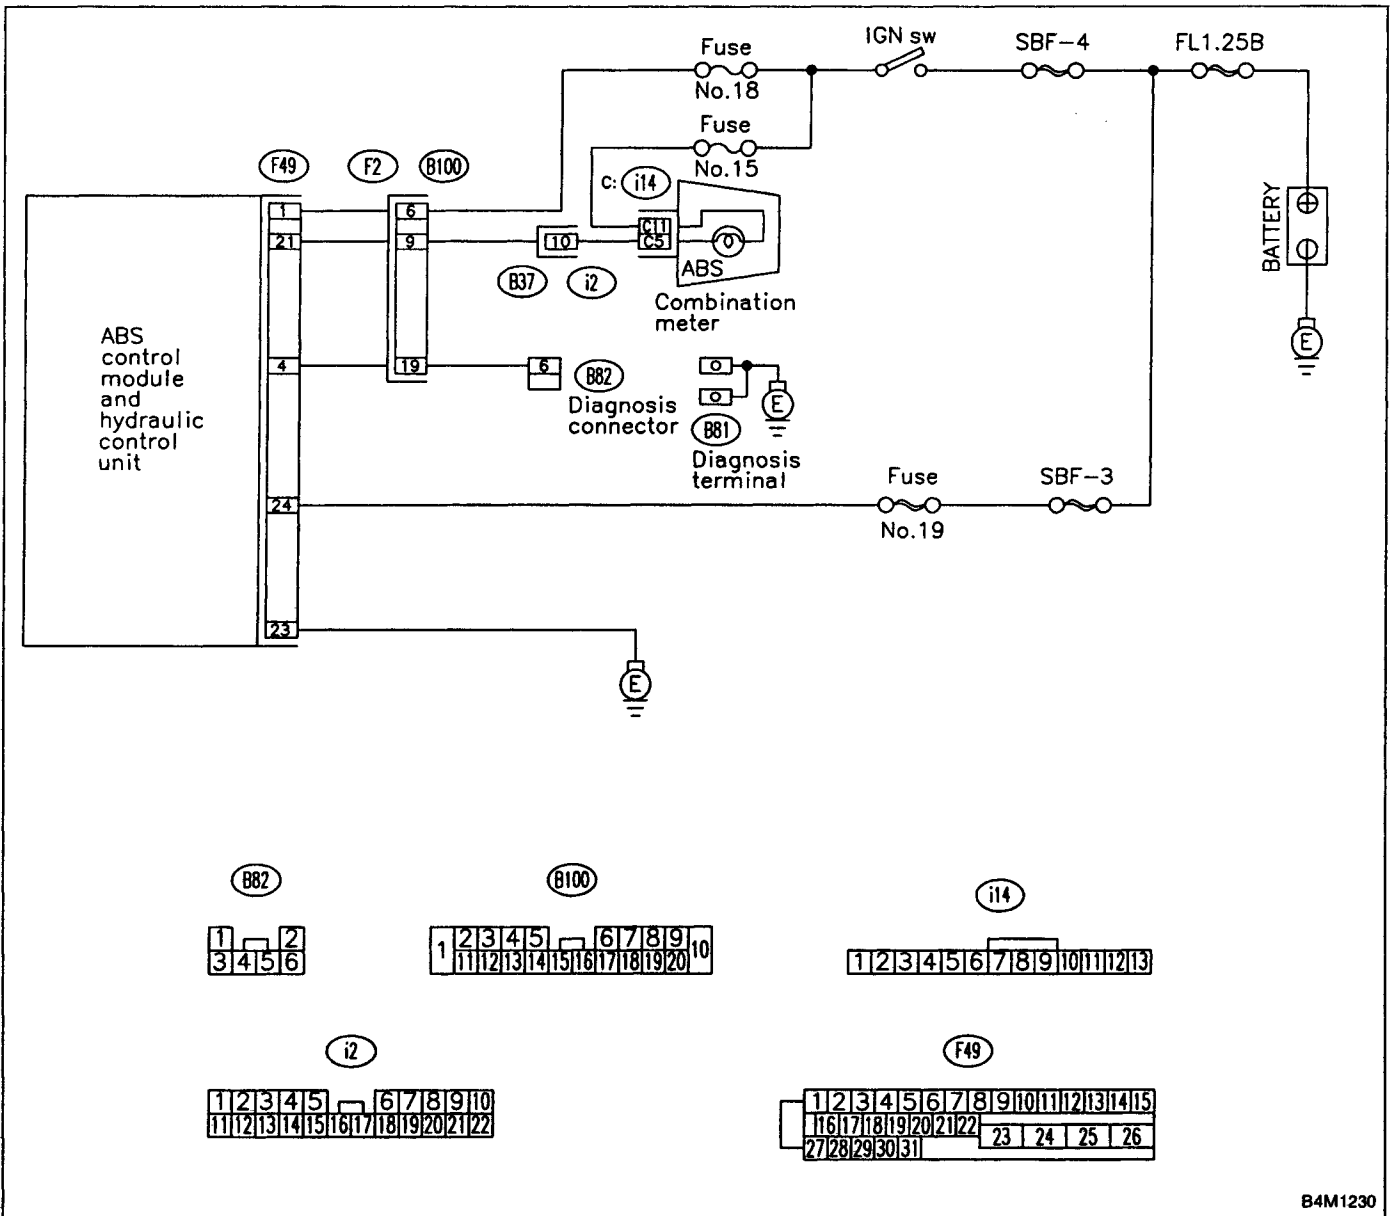 IGN sw
SBF-4
FL1.25B
Fuse
No.18
Fuse
No.15
F49
F2
B100
C: i14
1
6
C11
21
9
10
C5
ABS
B37
i2
Combination
meter
BATTERY
E
ABS
control
module
and
hydraulic
control
unit
4
19
6
B82
Diagnosis
connector
E
B81
Diagnosis
terminal
24
Fuse
No.19
SBF-3
23
E
B82
1 2
3 4 5 6
B100
1 2 3 4 5 6 7 8 9 10
11 12 13 14 15 16 17 18 19 20
i14
1 2 3 4 5 6 7 8 9 10 11 12 13
i2
1 2 3 4 5 6 7 8 9 10
11 12 13 14 15 16 17 18 19 20 21 22
F49
1 2 3 4 5 6 7 8 9 10 11 12 13 14 15
16 17 18 19 20 21 22 23 24 25 26
27 28 29 30 31
B4M1230